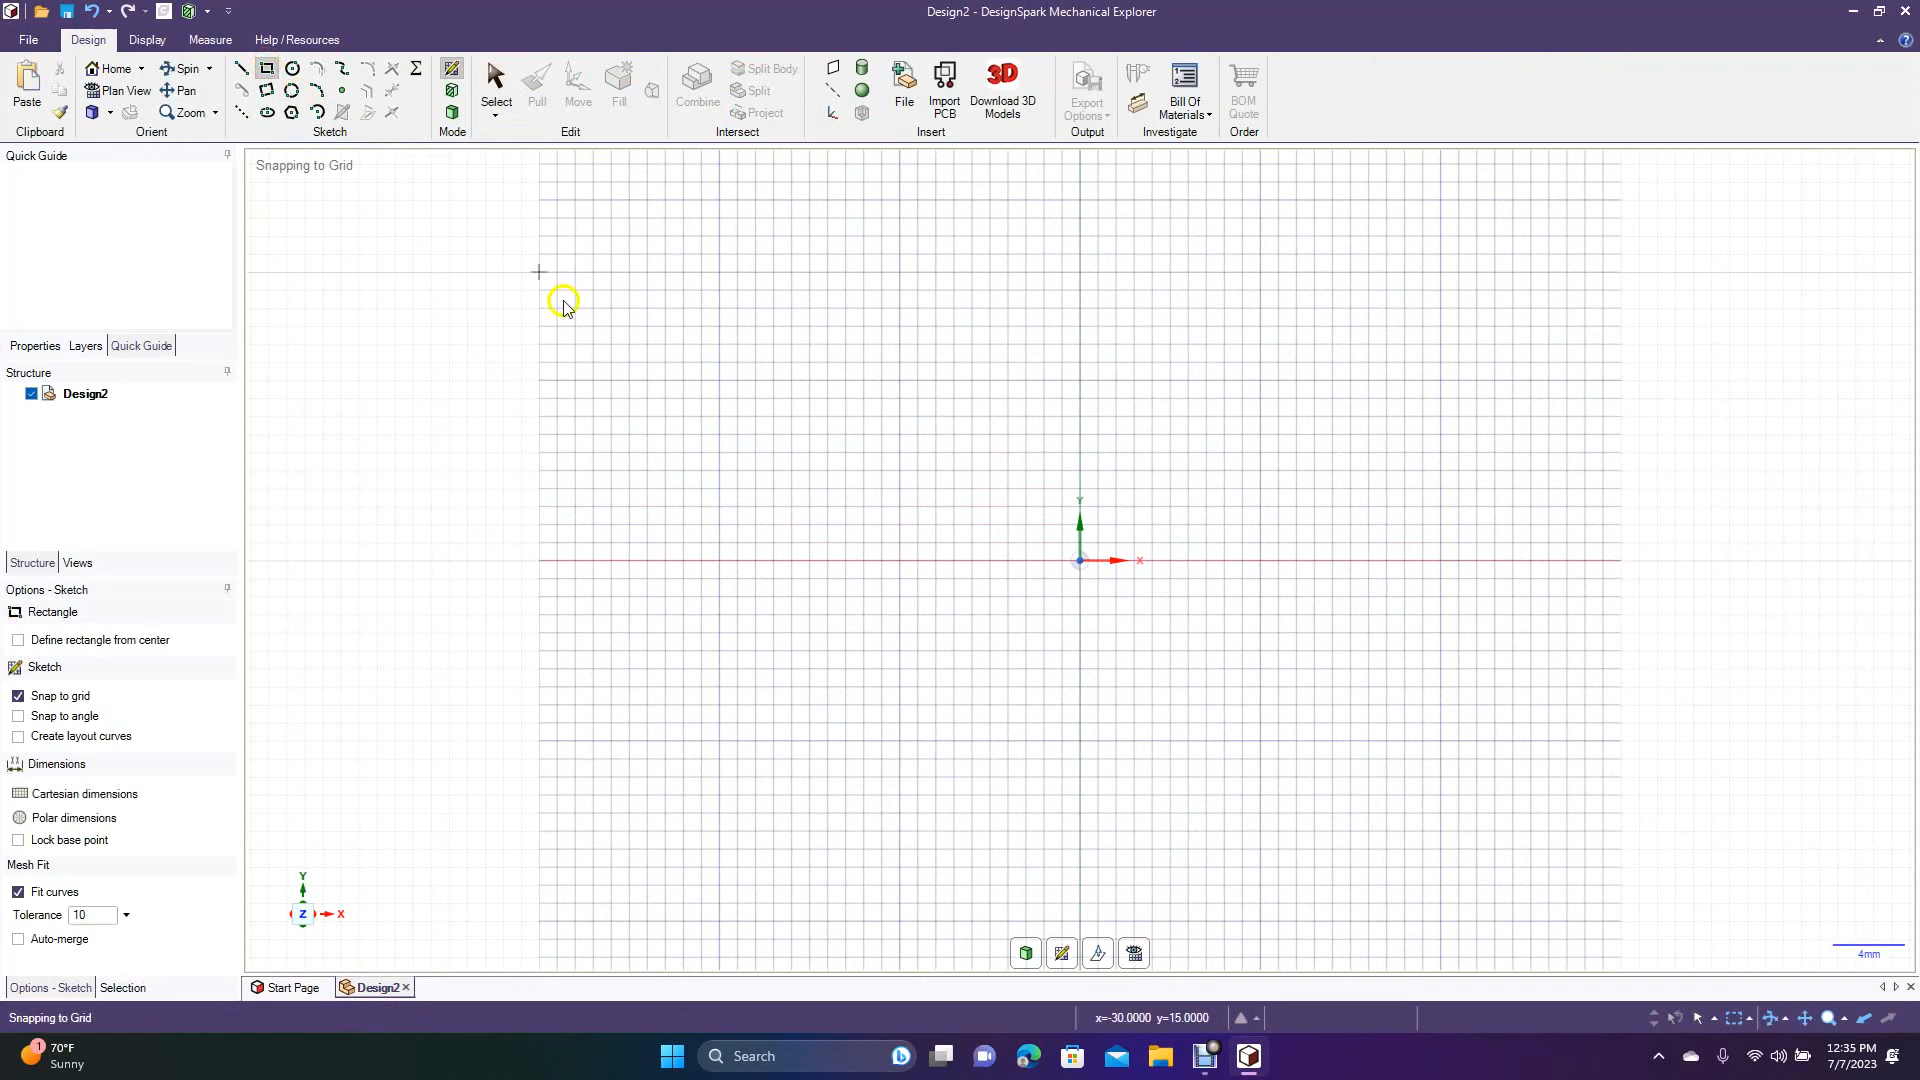 Design2 - DesignSpark Mechanical Explorer
File Design Display Measure Help / Resources
Paste
Clipboard
Home Spin
Plan View Pan
Zoom
Orient
Sketch
Mode
Select Pull Move Fill
Edit
Combine
Split Body
Split
Project
Intersect
File
Import PCB
3D
Download 3D Models
Insert
Export Options
Output
Bill Of Materials
Investigate
BOM Quote
Order
Quick Guide
Properties Layers Quick Guide
Structure
Design2
Structure Views
Options - Sketch
Rectangle
Define rectangle from center
Sketch
Snap to grid
Snap to angle
Create layout curves
Dimensions
Cartesian dimensions
Polar dimensions
Lock base point
Mesh Fit
Fit curves
Tolerance 10
Auto-merge
Options - Sketch Selection
Snapping to Grid
Y
X
Y
Z X
4mm
Start Page Design2
Snapping to Grid
x=-30.0000 y=15.0000
1
70°F
Sunny
Search
12:35 PM
7/7/2023